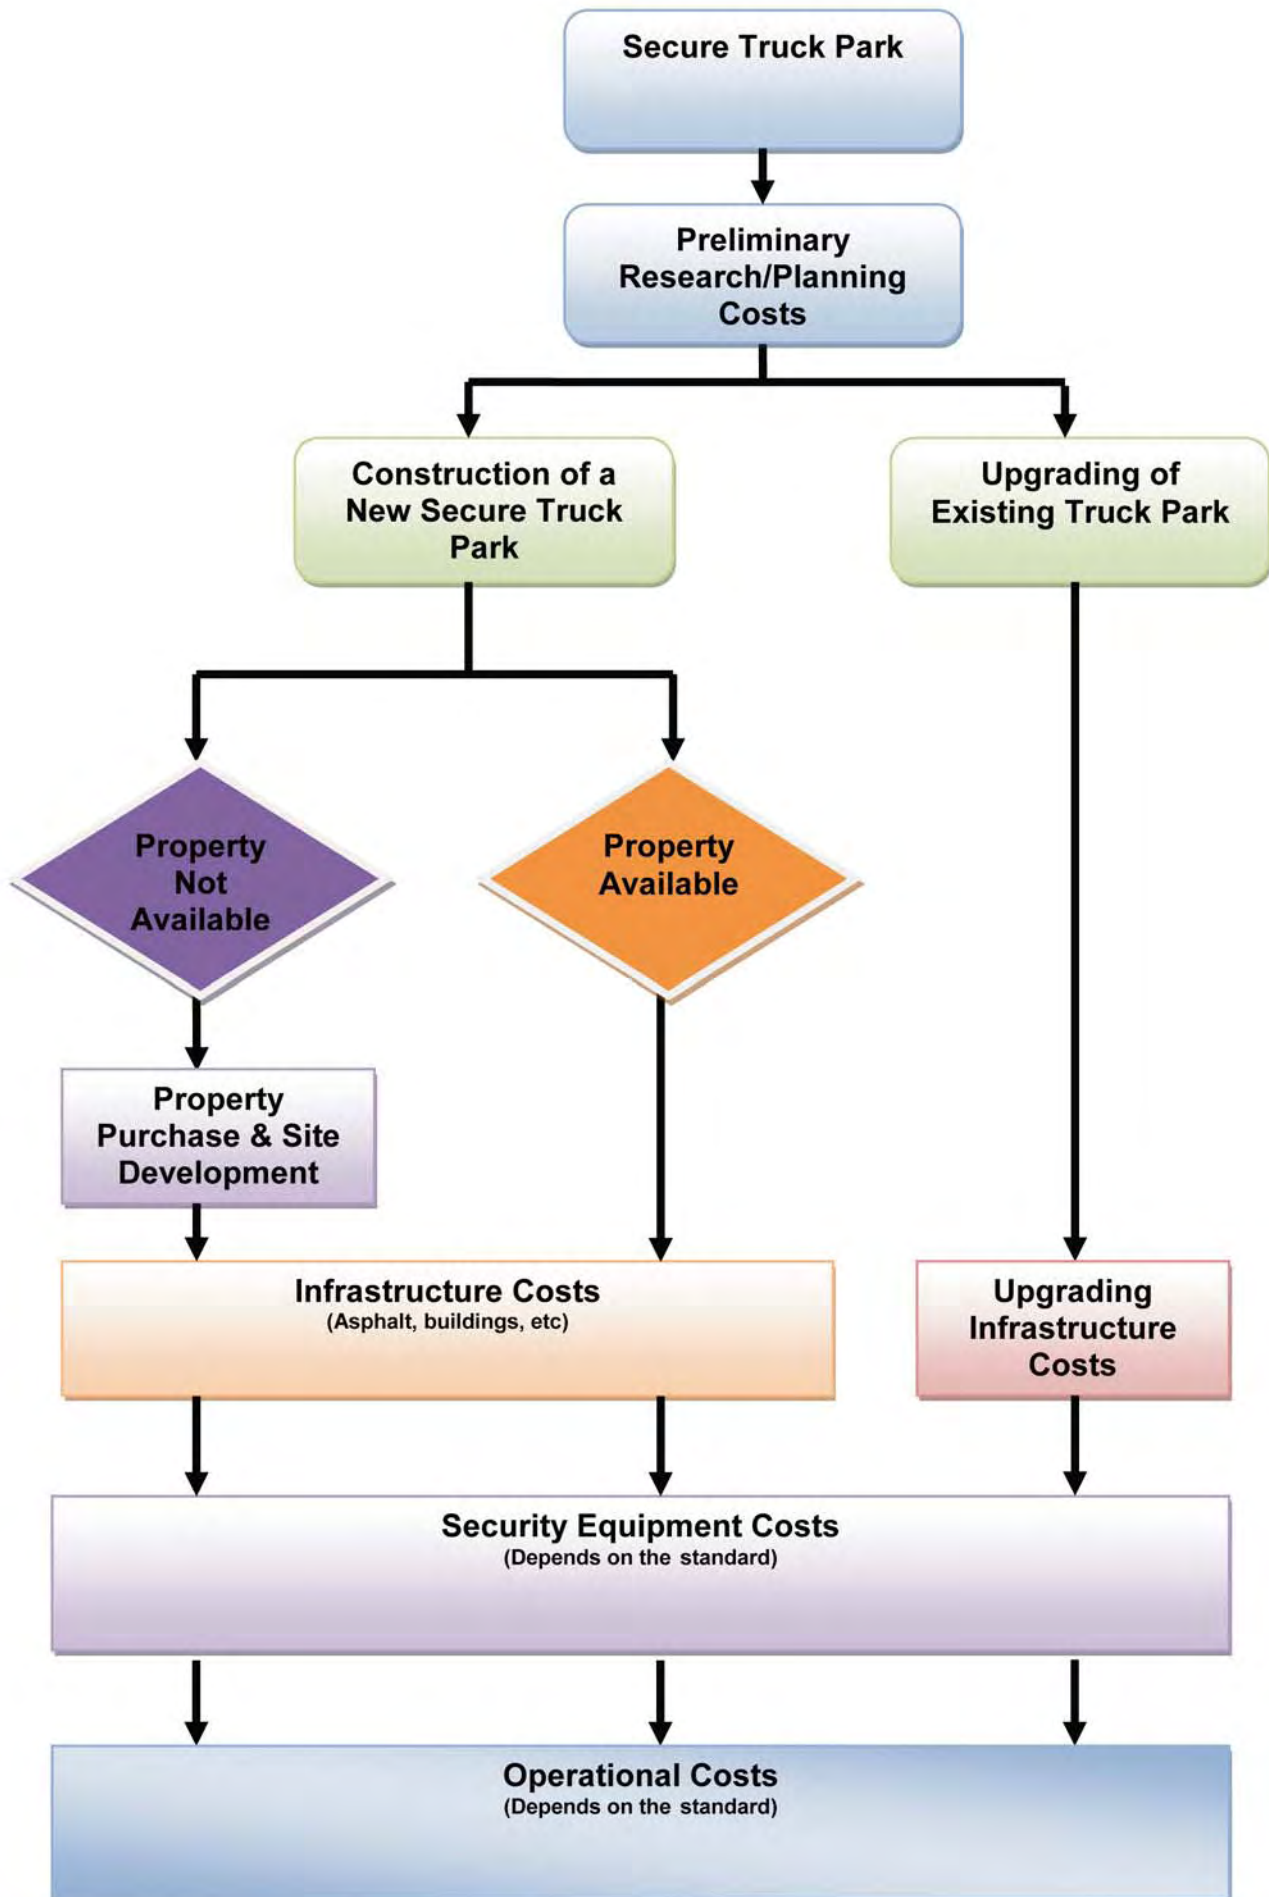 Secure Truck Park
Preliminary
Research/Planning
Costs
Construction of a
New Secure Truck
Park
Upgrading of
Existing Truck Park
Property
Not
Available
Property
Available
Property
Purchase & Site
Development
Infrastructure Costs
(Asphalt, buildings, etc)
Upgrading
Infrastructure
Costs
Security Equipment Costs
(Depends on the standard)
Operational Costs
(Depends on the standard)